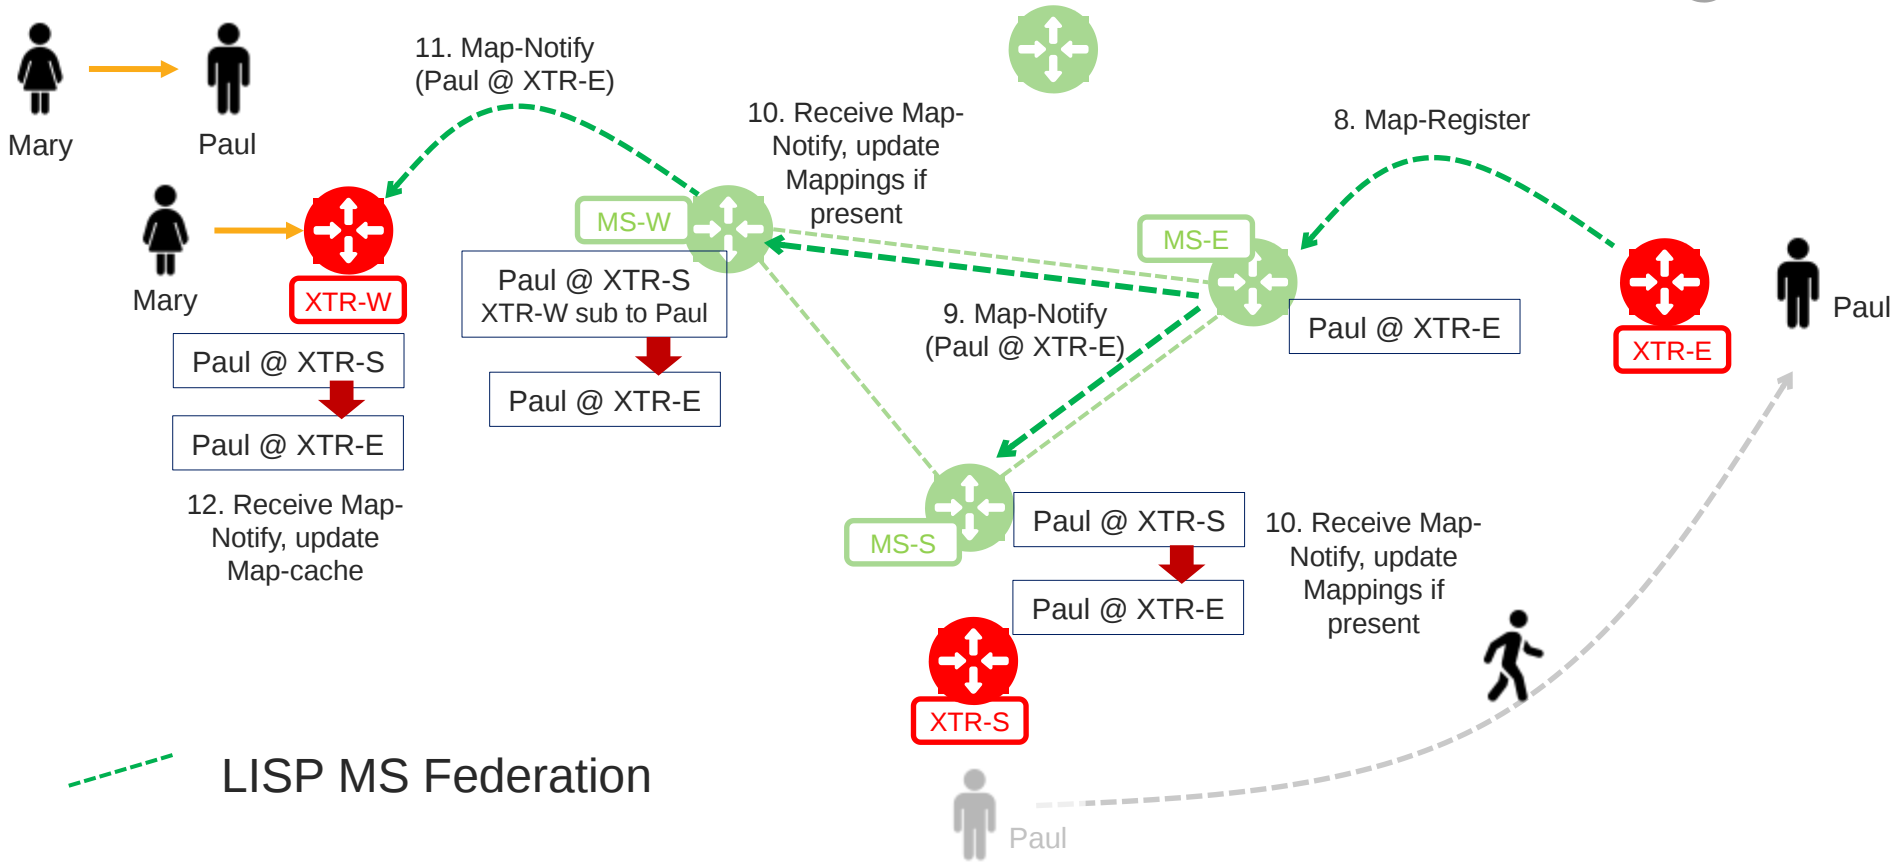 11. Map-Notify
(Paul @ XTR-E)
Mary
Paul
10. Receive Map-
Notify, update
Mappings if
present
8. Map-Register
MS-W
MS-E
Mary
XTR-W
Paul @ XTR-S
XTR-W sub to Paul
Paul @ XTR-E
9. Map-Notify
(Paul @ XTR-E)
Paul @ XTR-E
XTR-E
Paul
Paul @ XTR-S
Paul @ XTR-E
12. Receive Map-
Notify, update
Map-cache
MS-S
Paul @ XTR-S
Paul @ XTR-E
10. Receive Map-
Notify, update
Mappings if
present
XTR-S
LISP MS Federation
Paul